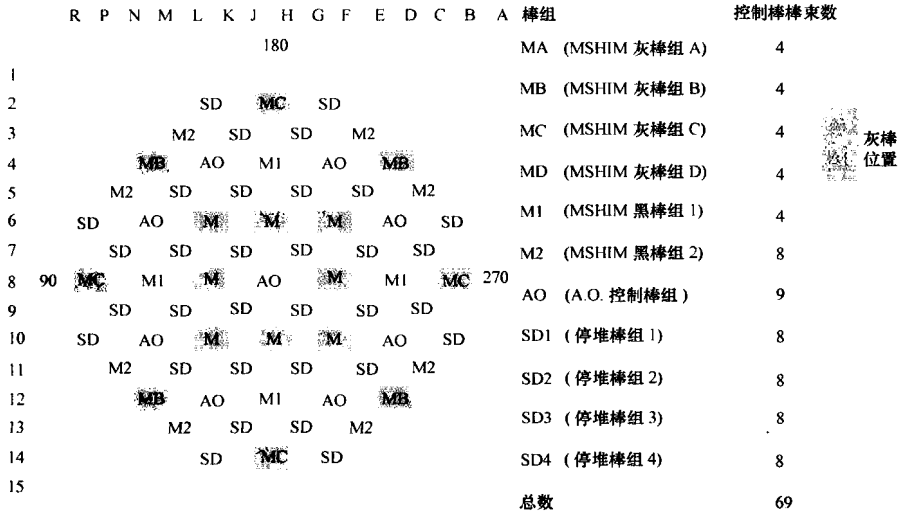 R P N M L K J H G F E D C B A 棒组 控制棒棒束数
180
MA (MSHIM 灰棒组 A) 4
1
MB (MSHIM 灰棒组 B) 4
2 SD MC SD
3 M2 SD SD M2
MC (MSHIM 灰棒组 C) 4
灰棒
位置
4 MB AO M1 AO MB
MD (MSHIM 灰棒组 D) 4
5 M2 SD SD SD SD M2
M1 (MSHIM 黑棒组 1) 4
6 SD AO M M M AO SD
7 SD SD SD SD SD SD
M2 (MSHIM 黑棒组 2) 8
8 90 MC M1 M AO M M1 MC 270
AO (A.O. 控制棒组) 9
9 SD SD SD SD SD SD
10 SD AO M M M AO SD
SD1 (停堆棒组 1) 8
11 M2 SD SD SD SD M2
SD2 (停堆棒组 2) 8
12 MB AO M1 AO MB
SD3 (停堆棒组 3) 8
13 M2 SD SD M2
14 SD MC SD
SD4 (停堆棒组 4) 8
15
总数 69